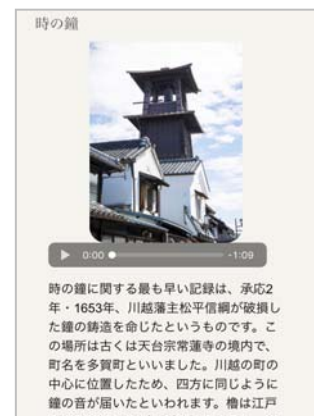 時の鐘
0:00
-1:09
時の鐘に関する最も早い記録は、承応2
年・1653年、川越藩主松平信綱が破損し
た鐘の鋳造を命じたというものです。こ
の場所は古くは天台宗常蓮寺の境内で、
町名を多賀町といいました。川越の町の
中心に位置したため、四方に同じように
鐘の音が届いたといわれます。櫓は江戸